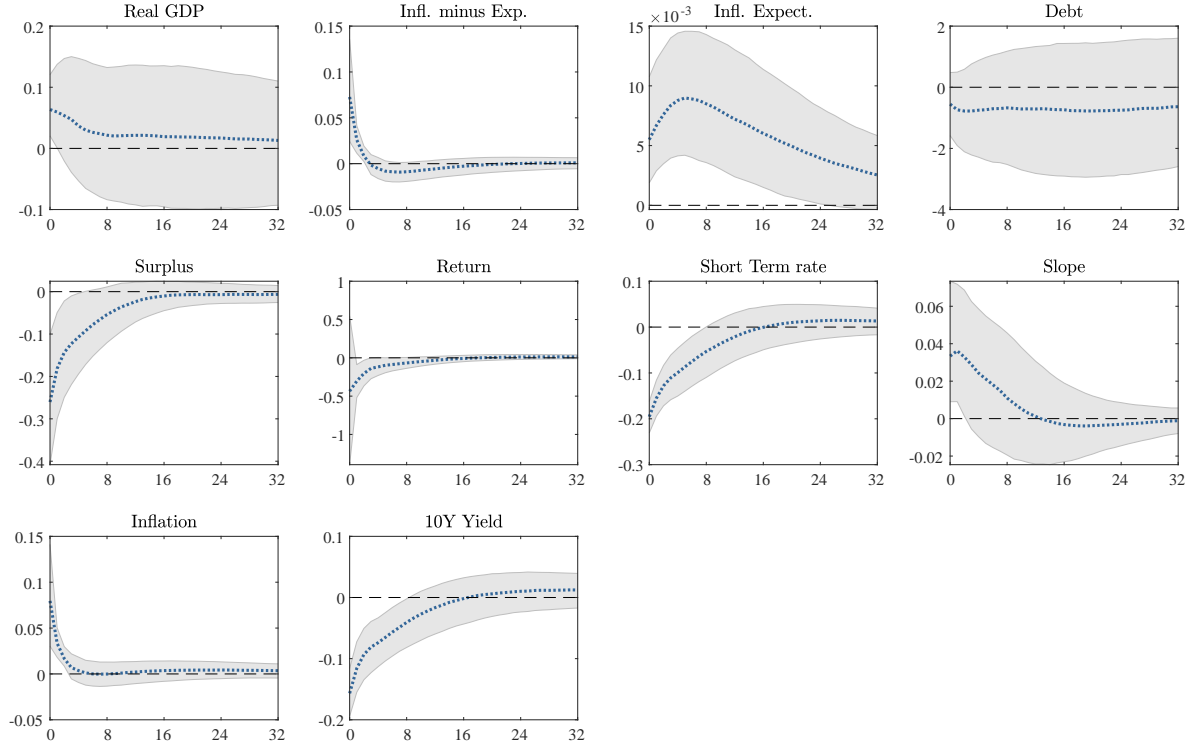 Real GDP
0.2
0.1
0
-0.1
0 8 16 24 32
Infl. minus Exp.
0.15
0.1
0.05
0
-0.05
0 8 16 24 32
Infl. Expect.
×10⁻³
15
10
5
0
0 8 16 24 32
Debt
2
0
-2
-4
0 8 16 24 32
Surplus
0
-0.1
-0.2
-0.3
-0.4
0 8 16 24 32
Return
1
0.5
0
-0.5
-1
0 8 16 24 32
Short Term rate
0.1
0
-0.1
-0.2
-0.3
0 8 16 24 32
Slope
0.06
0.04
0.02
0
-0.02
0 8 16 24 32
Inflation
0.15
0.1
0.05
0
-0.05
0 8 16 24 32
10Y Yield
0.1
0
-0.1
-0.2
0 8 16 24 32